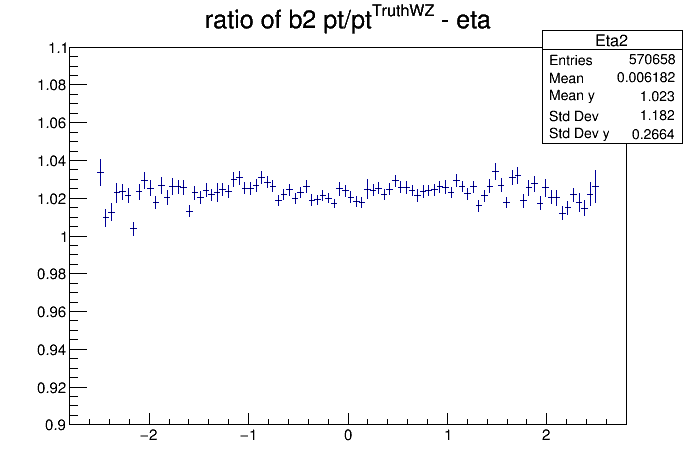 ratio of b2 pt/pt^TruthWZ - eta
Eta2
Entries 570658
Mean 0.006182
Mean y 1.023
Std Dev 1.182
Std Dev y 0.2664
1.1
1.08
1.06
1.04
1.02
1
0.98
0.96
0.94
0.92
0.9
−2 −1 0 1 2